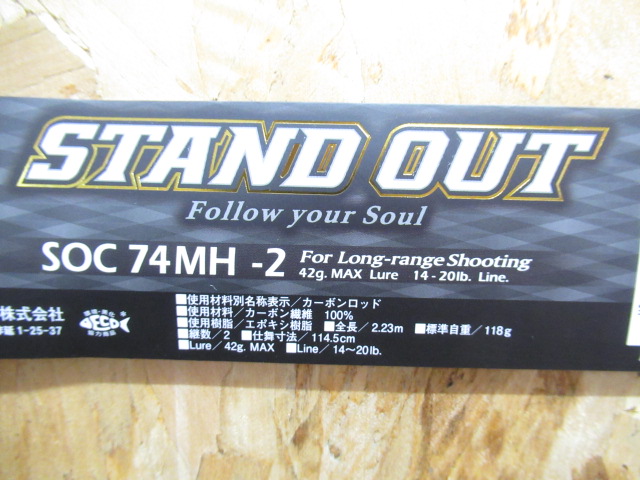 STAND OUT
Follow your Soul
SOC 74MH -2 For Long-range Shooting
42g. MAX Lure 14-20lb. Line.
株式会社
1-25-37
ECO
■使用材料別名称表示／カーボンロッド
■使用材料／カーボン繊維 100%
■使用樹脂／エポキシ樹脂 ■全長／2.23m ■標準自重／118g
■継数／2 ■仕舞寸法／114.5cm
■Lure／42g. MAX ■Line／14〜20lb.